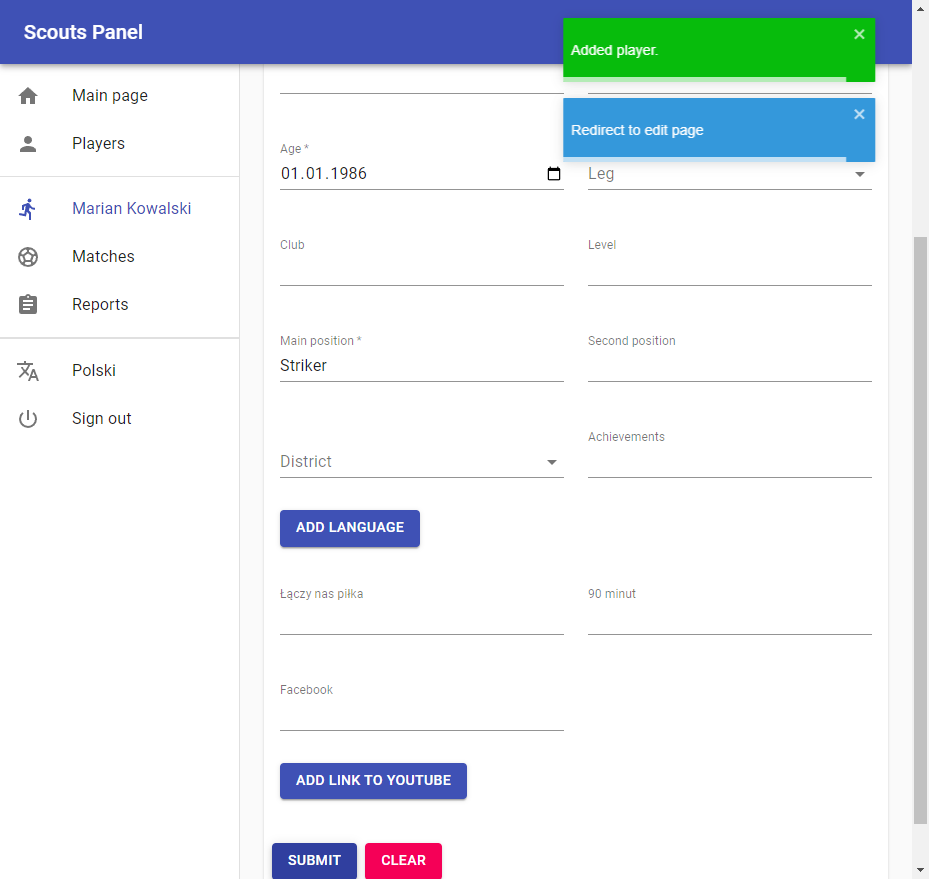 Scouts Panel
Added player.
Redirect to edit page
Main page
Players
Marian Kowalski
Matches
Reports
Polski
Sign out
Age *
01.01.1986
Leg
Club
Level
Main position *
Striker
Second position
District
Achievements
ADD LANGUAGE
Łączy nas piłka
90 minut
Facebook
ADD LINK TO YOUTUBE
SUBMIT
CLEAR